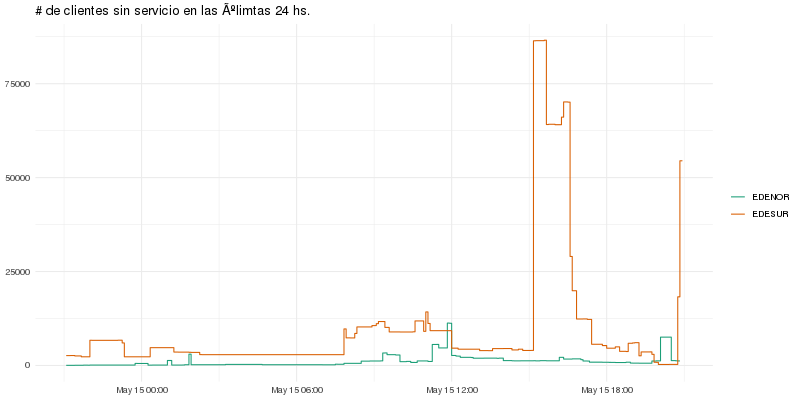 # de clientes sin servicio en las Ãºlimtas 24 hs.
75000
50000
25000
0
May 15 00:00
May 15 06:00
May 15 12:00
May 15 18:00
EDENOR
EDESUR